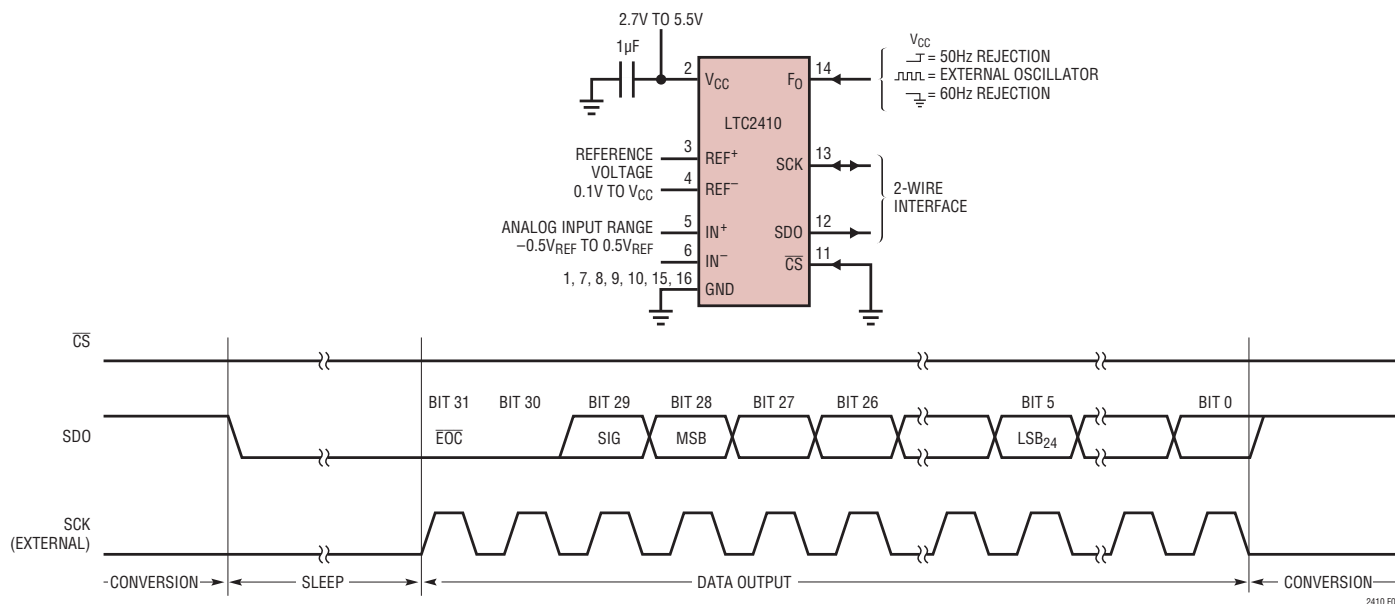 2.7V TO 5.5V
1µF
2
VCC
FO
14
VCC
= 50Hz REJECTION
= EXTERNAL OSCILLATOR
= 60Hz REJECTION
LTC2410
REFERENCE
VOLTAGE
0.1V TO VCC
3
REF+
4
REF−
SCK
13
2-WIRE
INTERFACE
ANALOG INPUT RANGE
−0.5VREF TO 0.5VREF
5
IN+
6
IN−
SDO
12
CS
11
1, 7, 8, 9, 10, 15, 16
GND
CS
BIT 31 BIT 30 BIT 29 BIT 28 BIT 27 BIT 26 BIT 5 BIT 0
SDO
EOC SIG MSB LSB24
SCK
(EXTERNAL)
CONVERSION SLEEP DATA OUTPUT CONVERSION